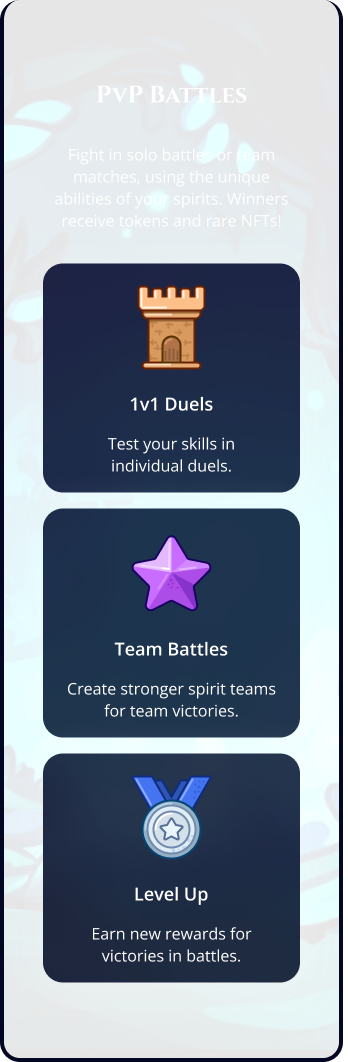 PvP Battles
Fight in solo battles or team
matches, using the unique
abilities of your spirits. Winners
receive tokens and rare NFTs!
1v1 Duels
Test your skills in
individual duels.
Team Battles
Create stronger spirit teams
for team victories.
Level Up
Earn new rewards for
victories in battles.